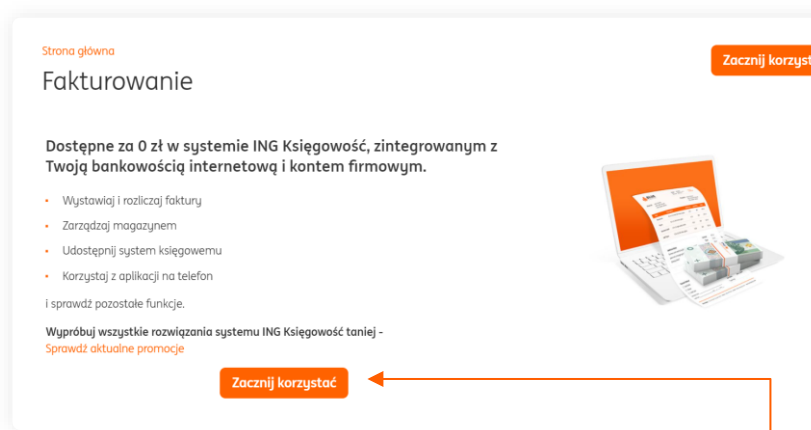 Strona główna
Fakturowanie
Zacznij
Dostępne za 0 zł w systemie ING Księgowość, zintegrowanym z
Twoją bankowością internetową i kontem firmowym.
Wystawiaj i rozliczaj faktury
Zarządzaj magazynem
Udostępnij system księgowemu
Korzystaj z aplikacji na telefon
i sprawdź pozostałe funkcje.
Wypróbuj wszystkie rozwiązania systemu ING Księgowość taniej -
Sprawdź aktualne promocje
Zacznij korzystać